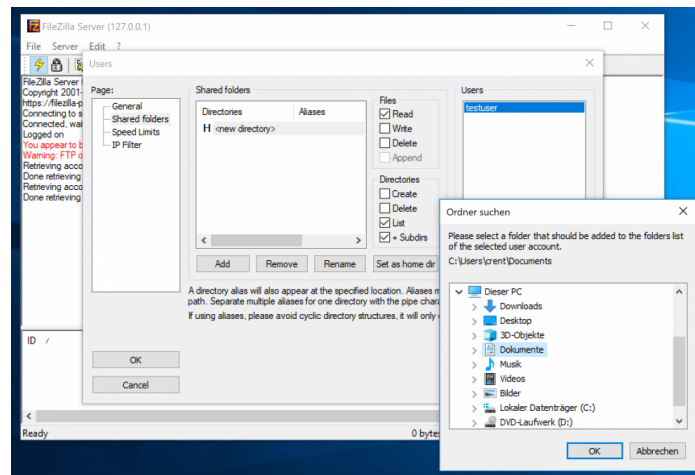 FileZilla Server (127.0.0.1)
File Server Edit ?
FileZilla Server
Copyright 2001-
https://filezilla-p
Connecting to s
Connected, wai
Logged on
You appear to b
Warning: FTP o
Retrieving acco
Done retrieving
Retrieving acco
Done retrieving
ID /
Ready
0 bytes
Users
Page:
General
Shared folders
Speed Limits
IP Filter
OK
Cancel
Shared folders
Directories Aliases
H <new directory>
Files
Read
Write
Delete
Append
Directories
Create
Delete
List
+ Subdirs
Add Remove Rename Set as home dir
A directory alias will also appear at the specified location. Aliases m
path. Separate multiple aliases for one directory with the pipe chara
If using aliases, please avoid cyclic directory structures, it will only
Users
testuser
Ordner suchen
Please select a folder that should be added to the folders list
of the selected user account.
C:\Users\crent\Documents
Dieser PC
Downloads
Desktop
3D-Objekte
Dokumente
Musik
Videos
Bilder
Lokaler Datenträger (C:)
DVD-Laufwerk (D:)
OK Abbrechen